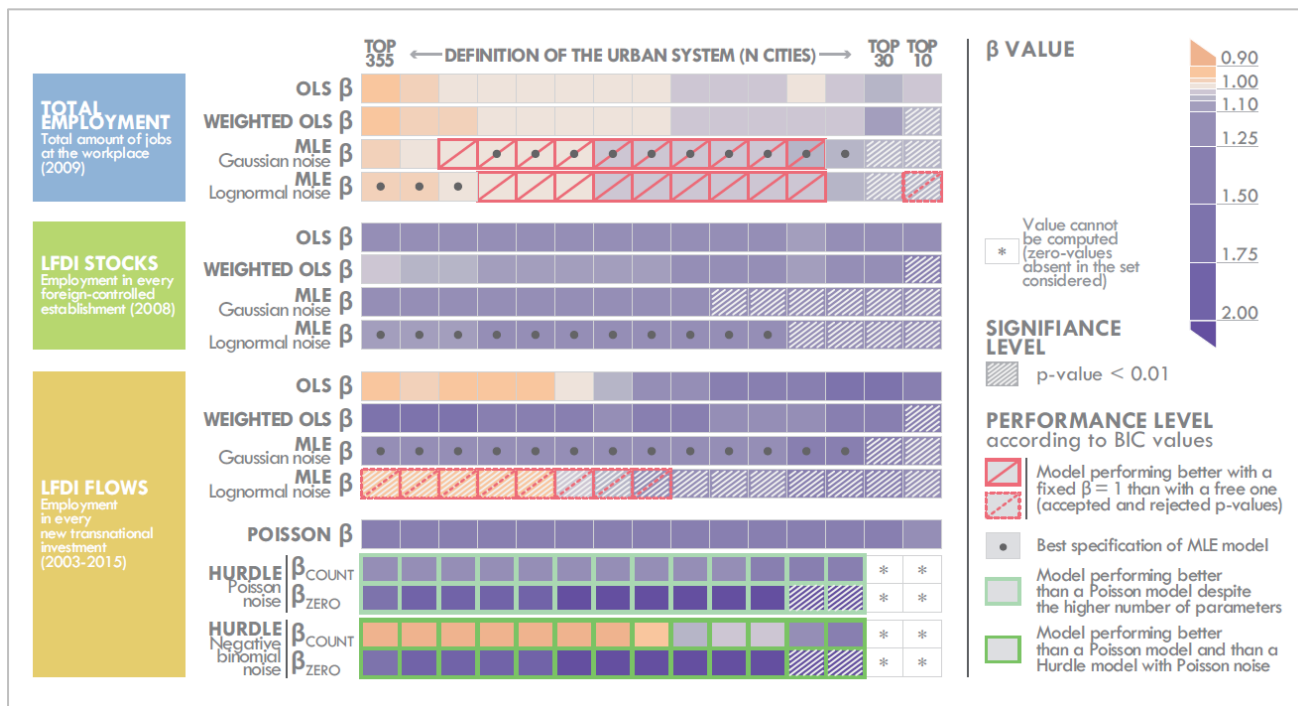 TOP 355 ← DEFINITION OF THE URBAN SYSTEM (N CITIES) → TOP 30 TOP 10
TOTAL EMPLOYMENT
Total amount of jobs
at the workplace
(2009)
OLS β
WEIGHTED OLS β
MLE β
Gaussian noise
MLE β
Lognormal noise
LFDI STOCKS
Employment in every
foreign-controlled
establishment (2008)
OLS β
WEIGHTED OLS β
MLE β
Gaussian noise
MLE β
Lognormal noise
LFDI FLOWS
Employment
in every
new transnational
investment
(2003-2015)
OLS β
WEIGHTED OLS β
MLE β
Gaussian noise
MLE β
Lognormal noise
POISSON β
HURDLE
Poisson
noise
β COUNT
* *
β ZERO
* *
HURDLE
Negative
binomial
noise
β COUNT
* *
β ZERO
* *
β VALUE
0.90
1.00
1.10
1.25
1.50
1.75
2.00
*
Value cannot
be computed
(zero-values
absent in the set
considered)
SIGNIFIANCE
LEVEL
p-value < 0.01
PERFORMANCE LEVEL
according to BIC values
Model performing better with a
fixed β = 1 than with a free one
(accepted and rejected p-values)
Best specification of MLE model
Model performing better
than a Poisson model despite
the higher number of parameters
Model performing better
than a Poisson model and than a
Hurdle model with Poisson noise